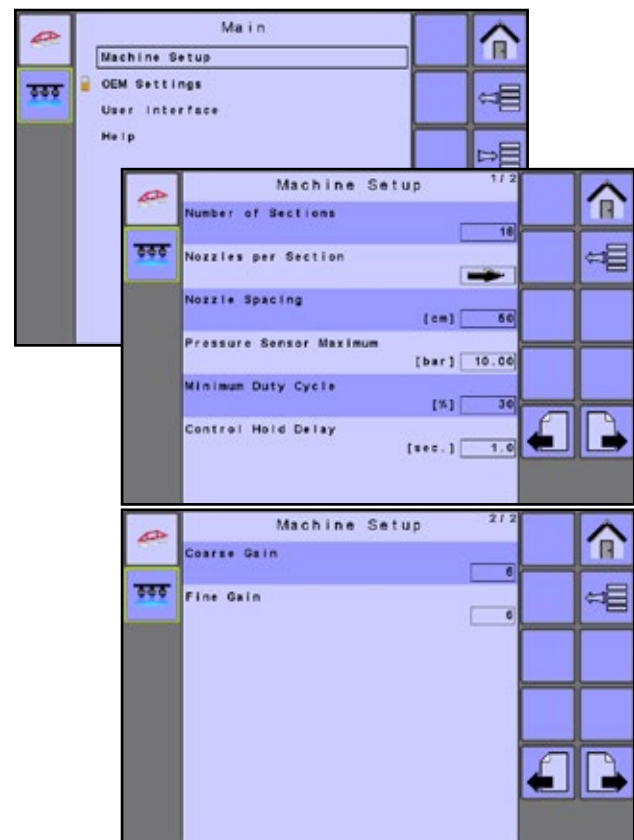 Main
Machine Setup
OEM Settings
User Interface
Help
Machine Setup 1/2
Number of Sections
16
Nozzles per Section
Nozzle Spacing
[cm] 50
Pressure Sensor Maximum
[bar] 10.00
Minimum Duty Cycle
[%] 30
Control Hold Delay
[sec.] 1.0
Machine Setup 2/2
Coarse Gain
6
Fine Gain
6